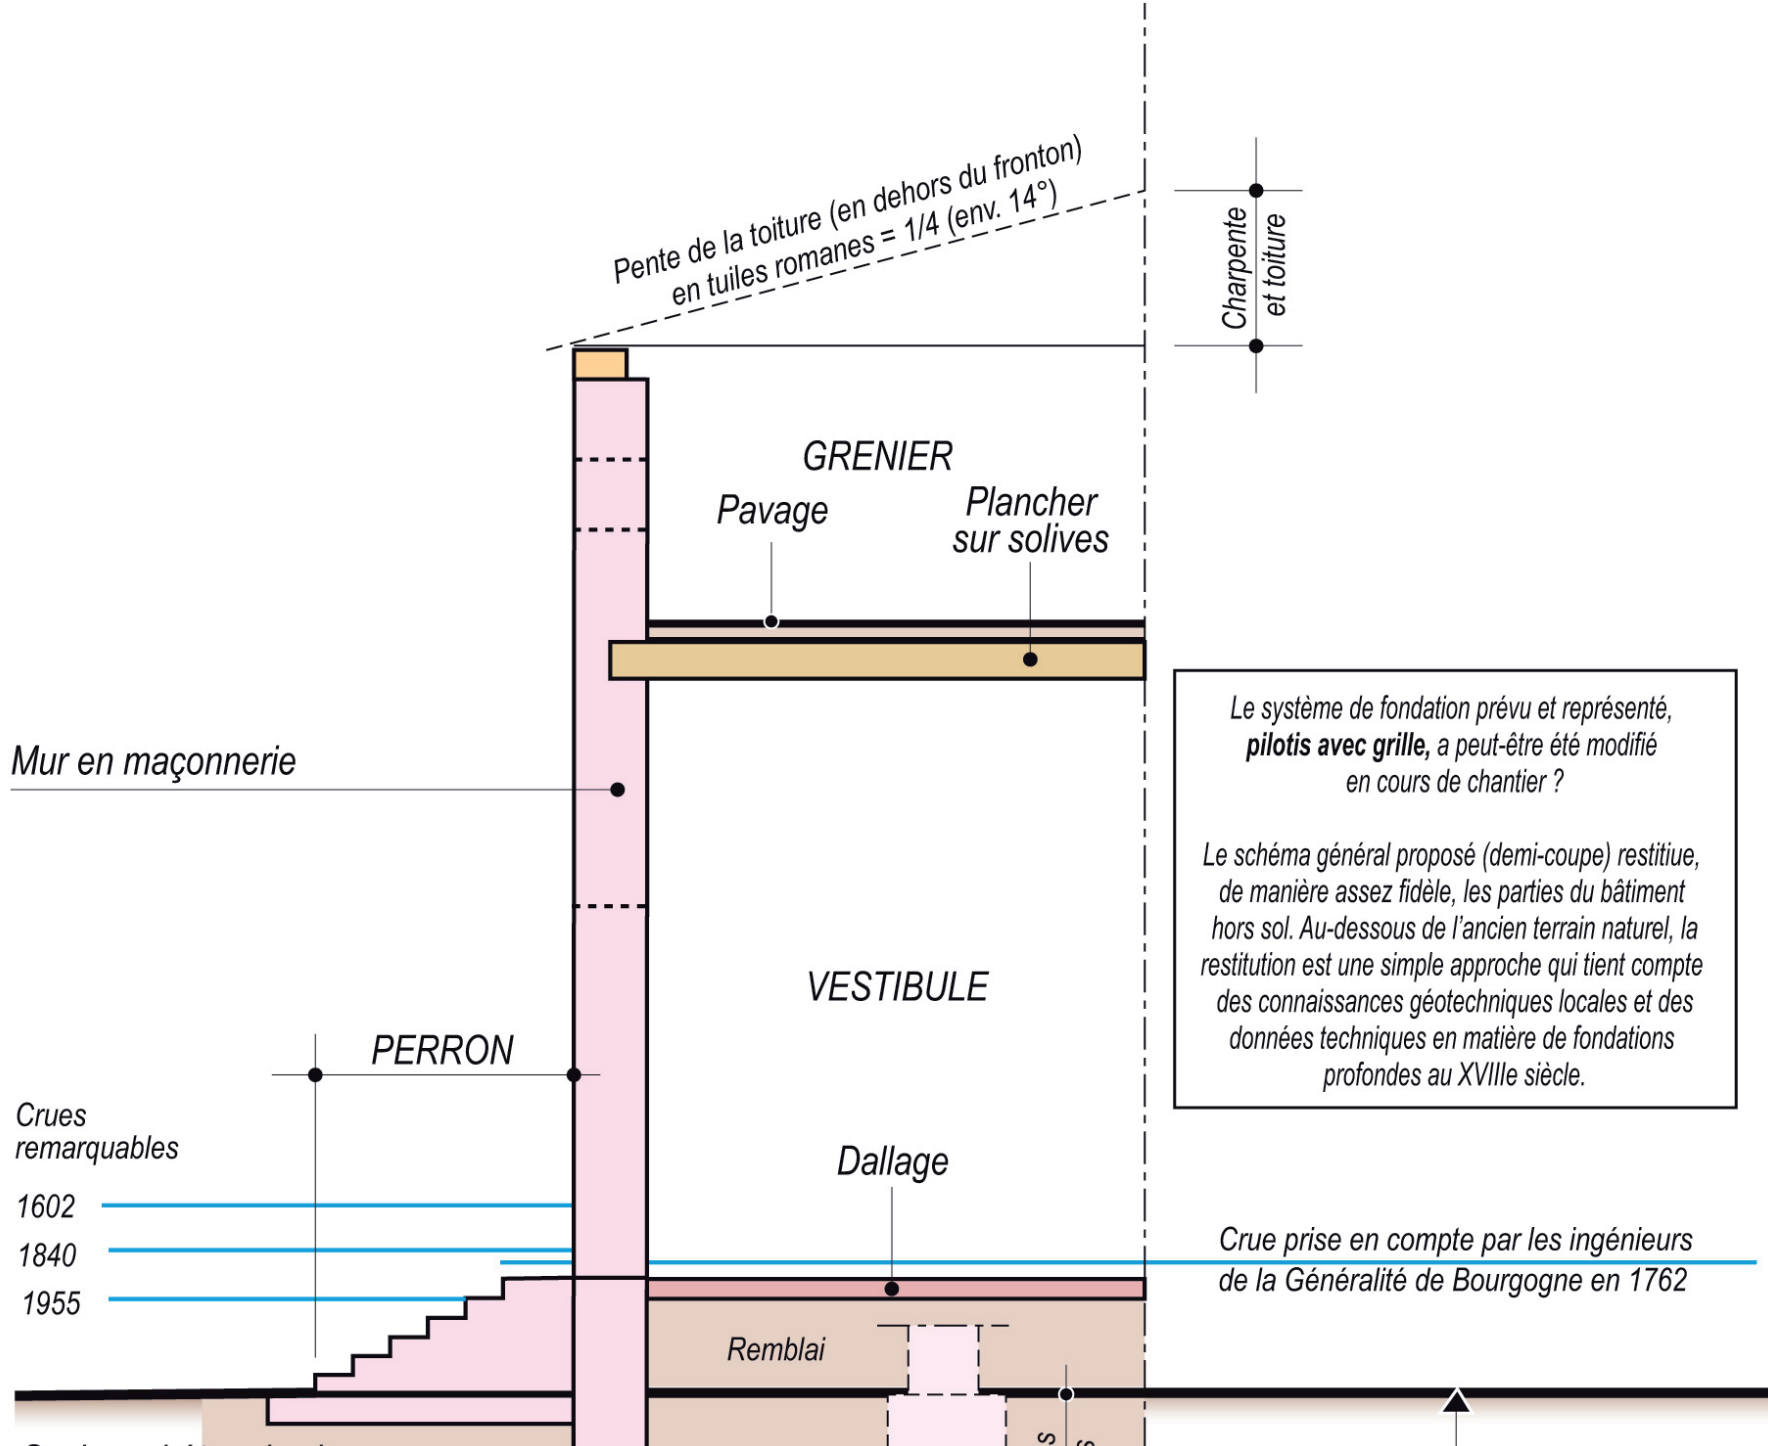 Pente de la toiture (en dehors du fronton)
en tuiles romanes = 1/4 (env. 14°)
Charpente
et toiture
GRENIER
Pavage
Plancher
sur solives
Mur en maçonnerie
Le système de fondation prévu et représenté,
pilotis avec grille, a peut-être été modifié
en cours de chantier ?
Le schéma général proposé (demi-coupe) restitiue,
de manière assez fidèle, les parties du bâtiment
hors sol. Au-dessous de l'ancien terrain naturel, la
restitution est une simple approche qui tient compte
des connaissances géotechniques locales et des
données techniques en matière de fondations
profondes au XVIIIe siècle.
VESTIBULE
PERRON
Crues
remarquables
1602
1840
1955
Dallage
Crue prise en compte par les ingénieurs
de la Généralité de Bourgogne en 1762
Remblai